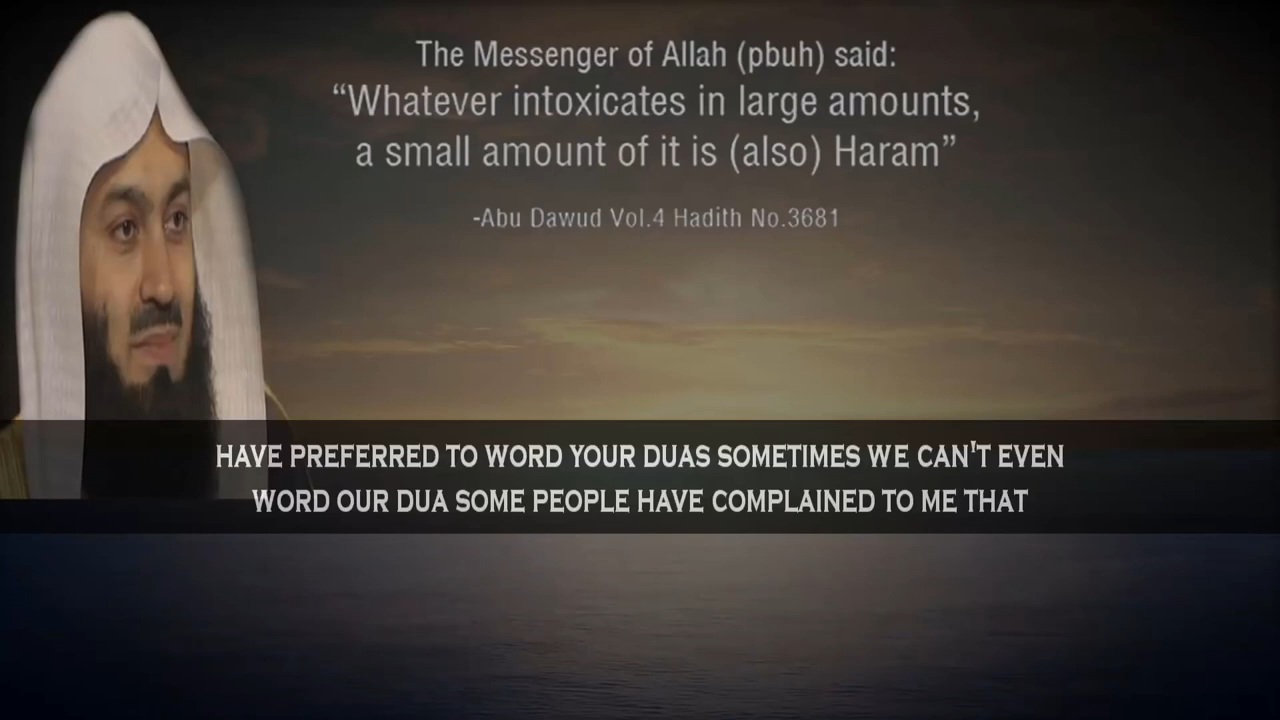 The Messenger of Allah (pbuh) said:
“Whatever intoxicates in large amounts,
a small amount of it is (also) Haram”
-Abu Dawud Vol.4 Hadith No.3681
HAVE PREFERRED TO WORD YOUR DUAS SOMETIMES WE CAN'T EVEN
WORD OUR DUA SOME PEOPLE HAVE COMPLAINED TO ME THAT